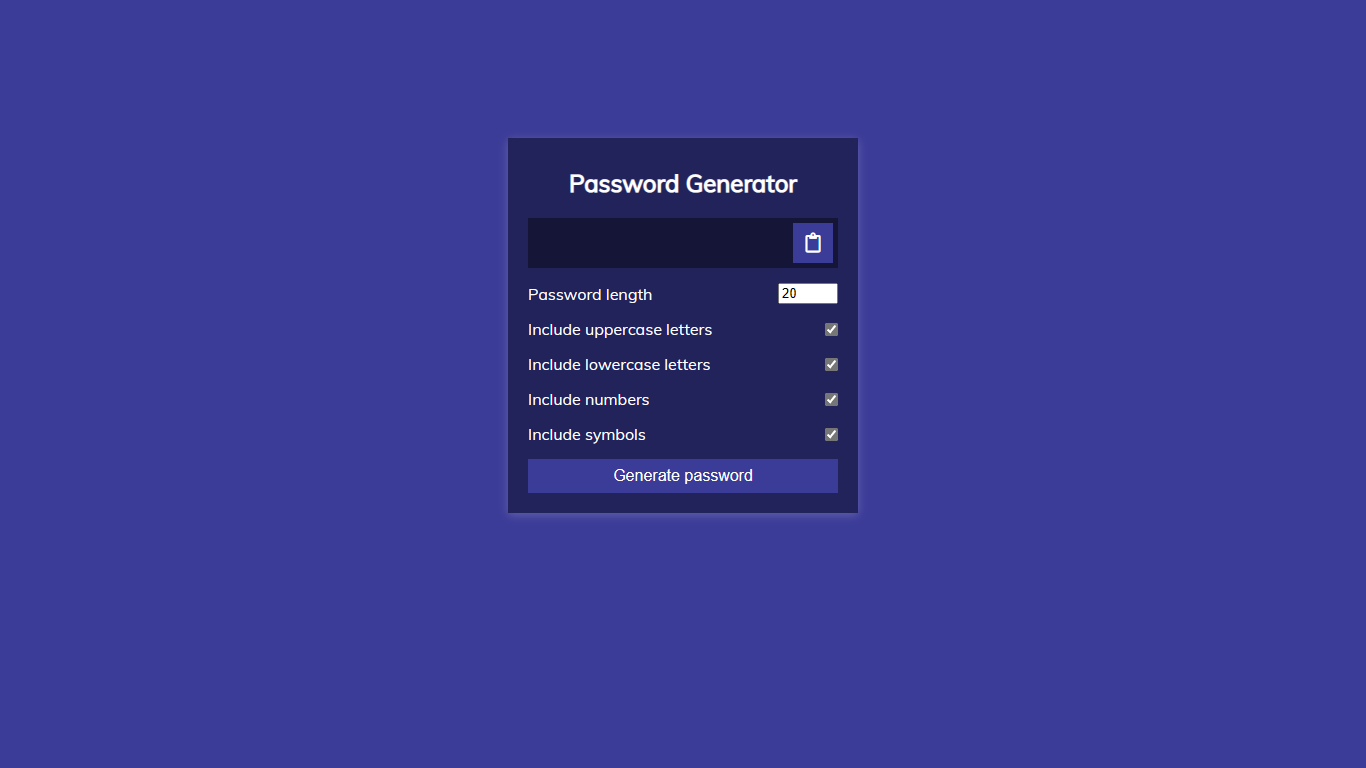 Password Generator
Password length 20
Include uppercase letters
Include lowercase letters
Include numbers
Include symbols
Generate password